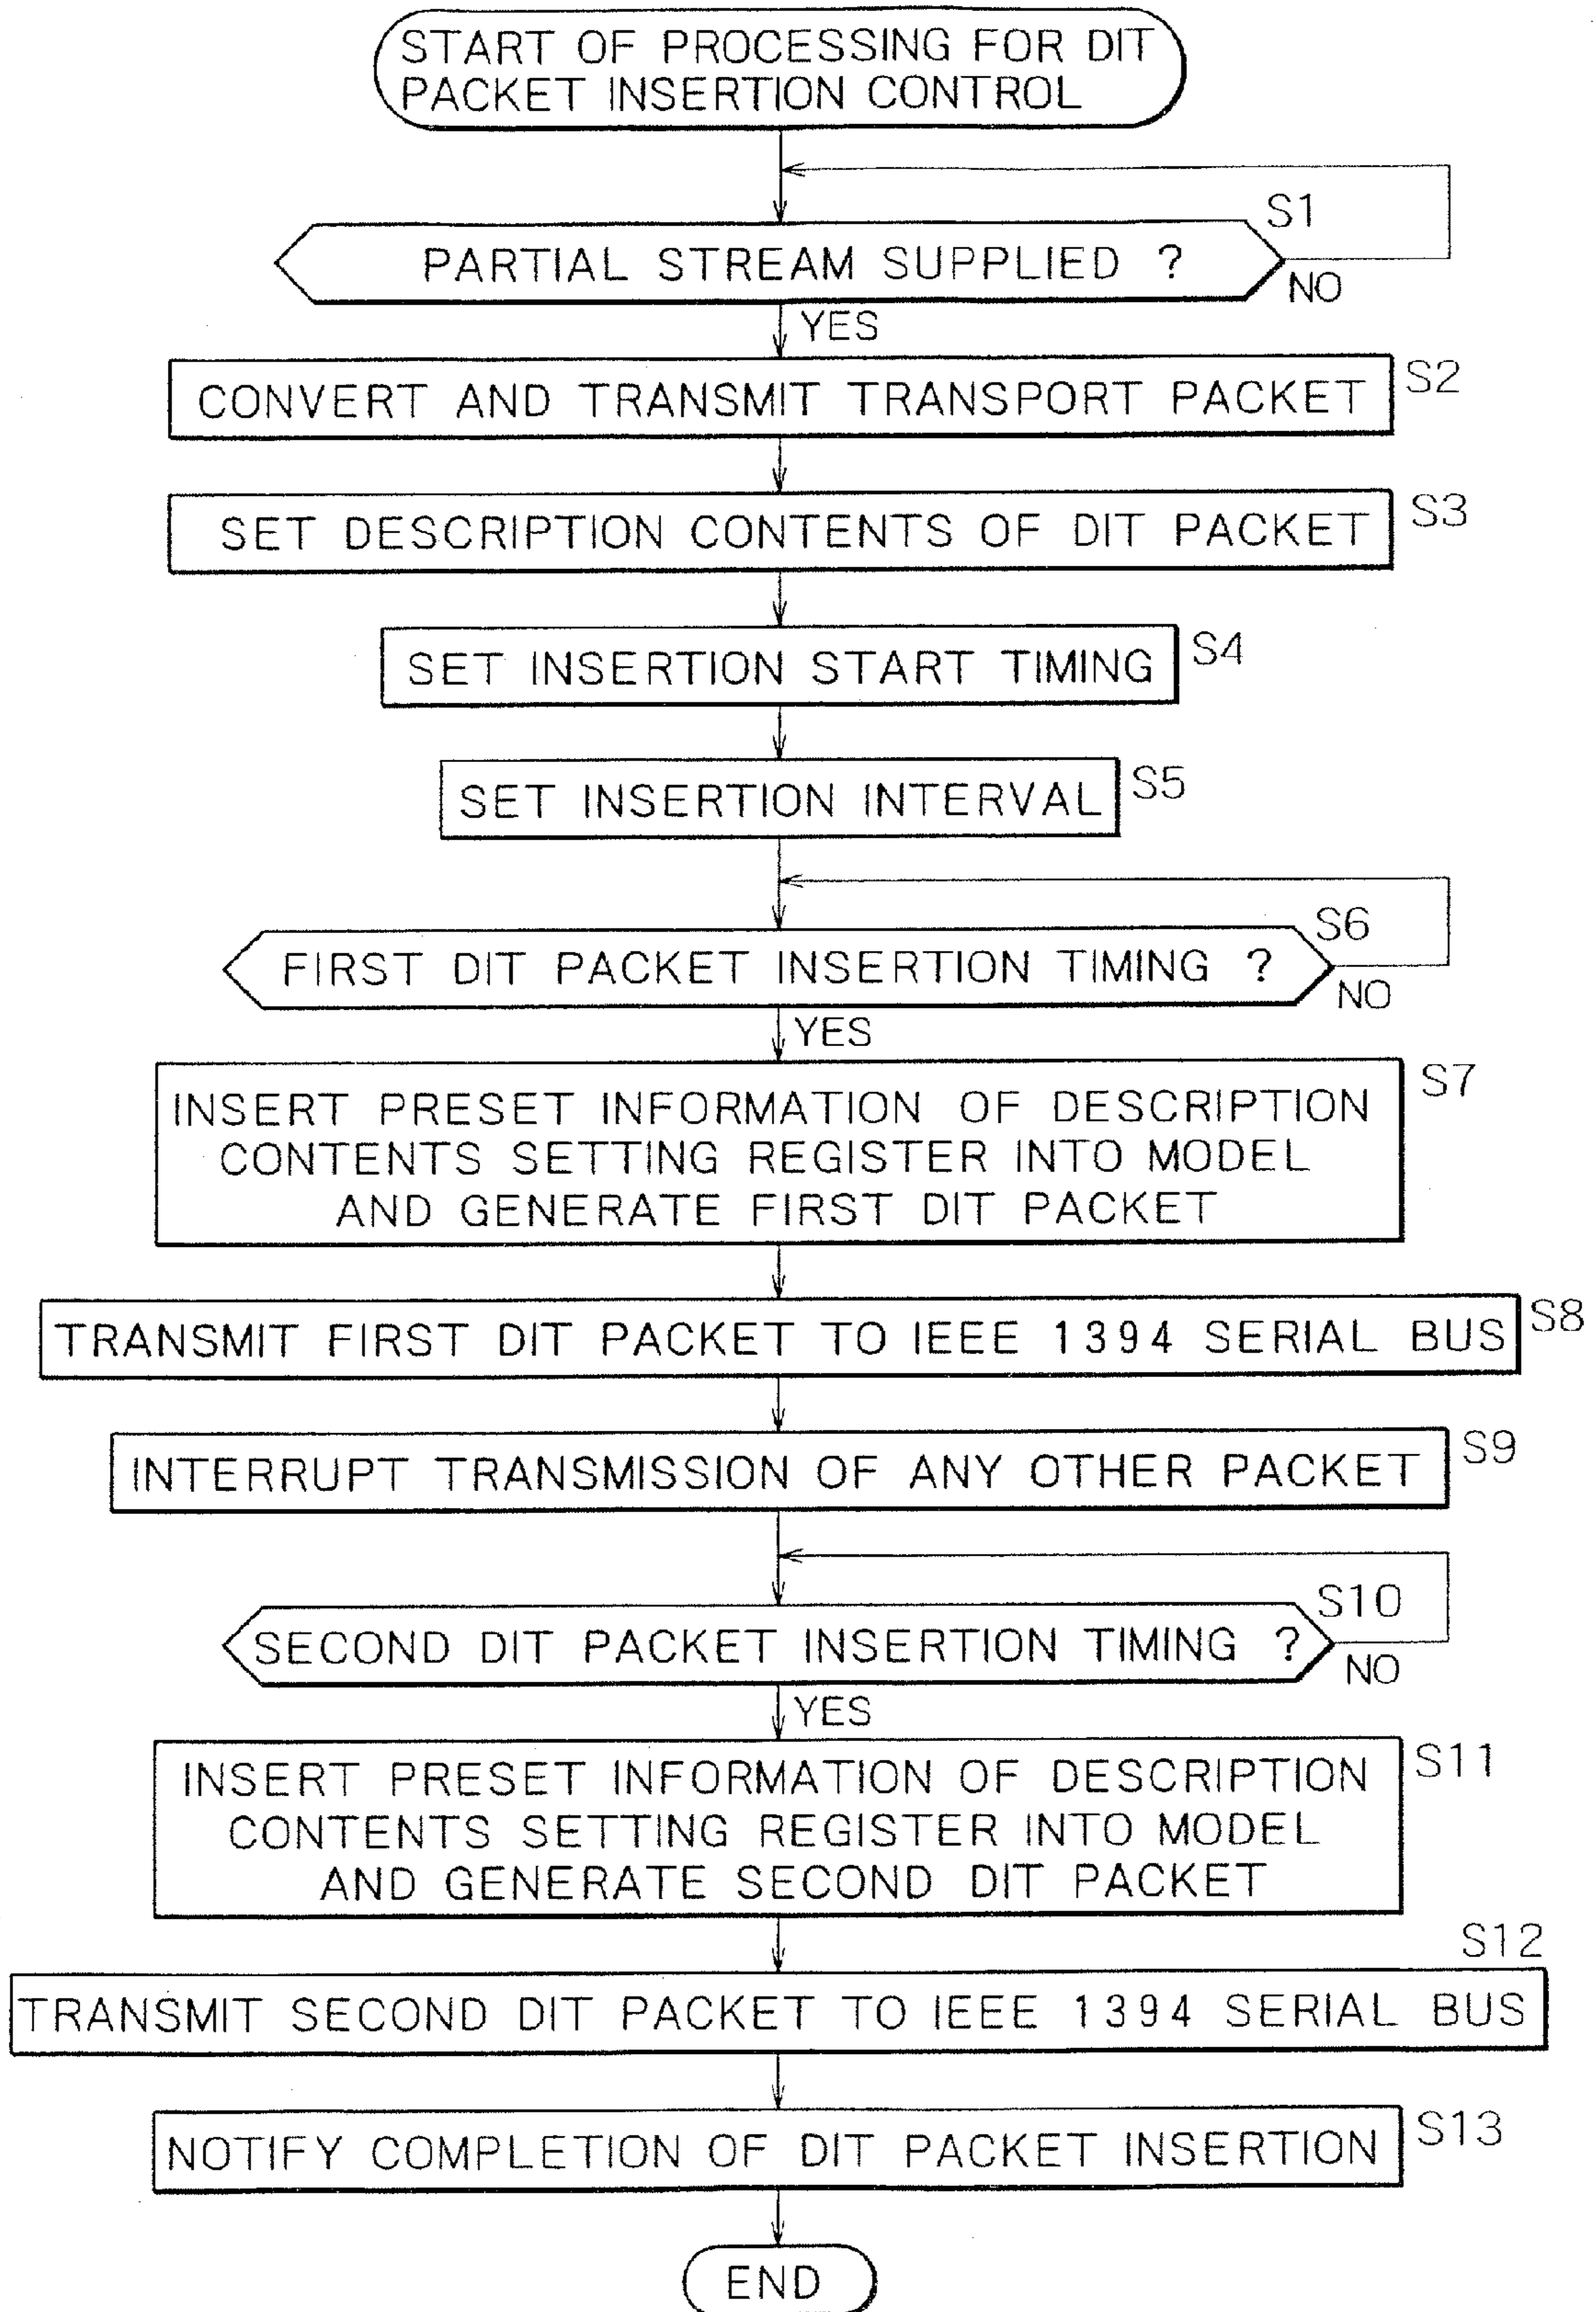 START OF PROCESSING FOR DIT
PACKET INSERTION CONTROL
S1
PARTIAL STREAM SUPPLIED ?
NO
YES
S2
CONVERT AND TRANSMIT TRANSPORT PACKET
S3
SET DESCRIPTION CONTENTS OF DIT PACKET
S4
SET INSERTION START TIMING
S5
SET INSERTION INTERVAL
S6
FIRST DIT PACKET INSERTION TIMING ?
NO
YES
S7
INSERT PRESET INFORMATION OF DESCRIPTION
CONTENTS SETTING REGISTER INTO MODEL
AND GENERATE FIRST DIT PACKET
S8
TRANSMIT FIRST DIT PACKET TO IEEE 1394 SERIAL BUS
S9
INTERRUPT TRANSMISSION OF ANY OTHER PACKET
S10
SECOND DIT PACKET INSERTION TIMING ?
NO
YES
S11
INSERT PRESET INFORMATION OF DESCRIPTION
CONTENTS SETTING REGISTER INTO MODEL
AND GENERATE SECOND DIT PACKET
S12
TRANSMIT SECOND DIT PACKET TO IEEE 1394 SERIAL BUS
S13
NOTIFY COMPLETION OF DIT PACKET INSERTION
END